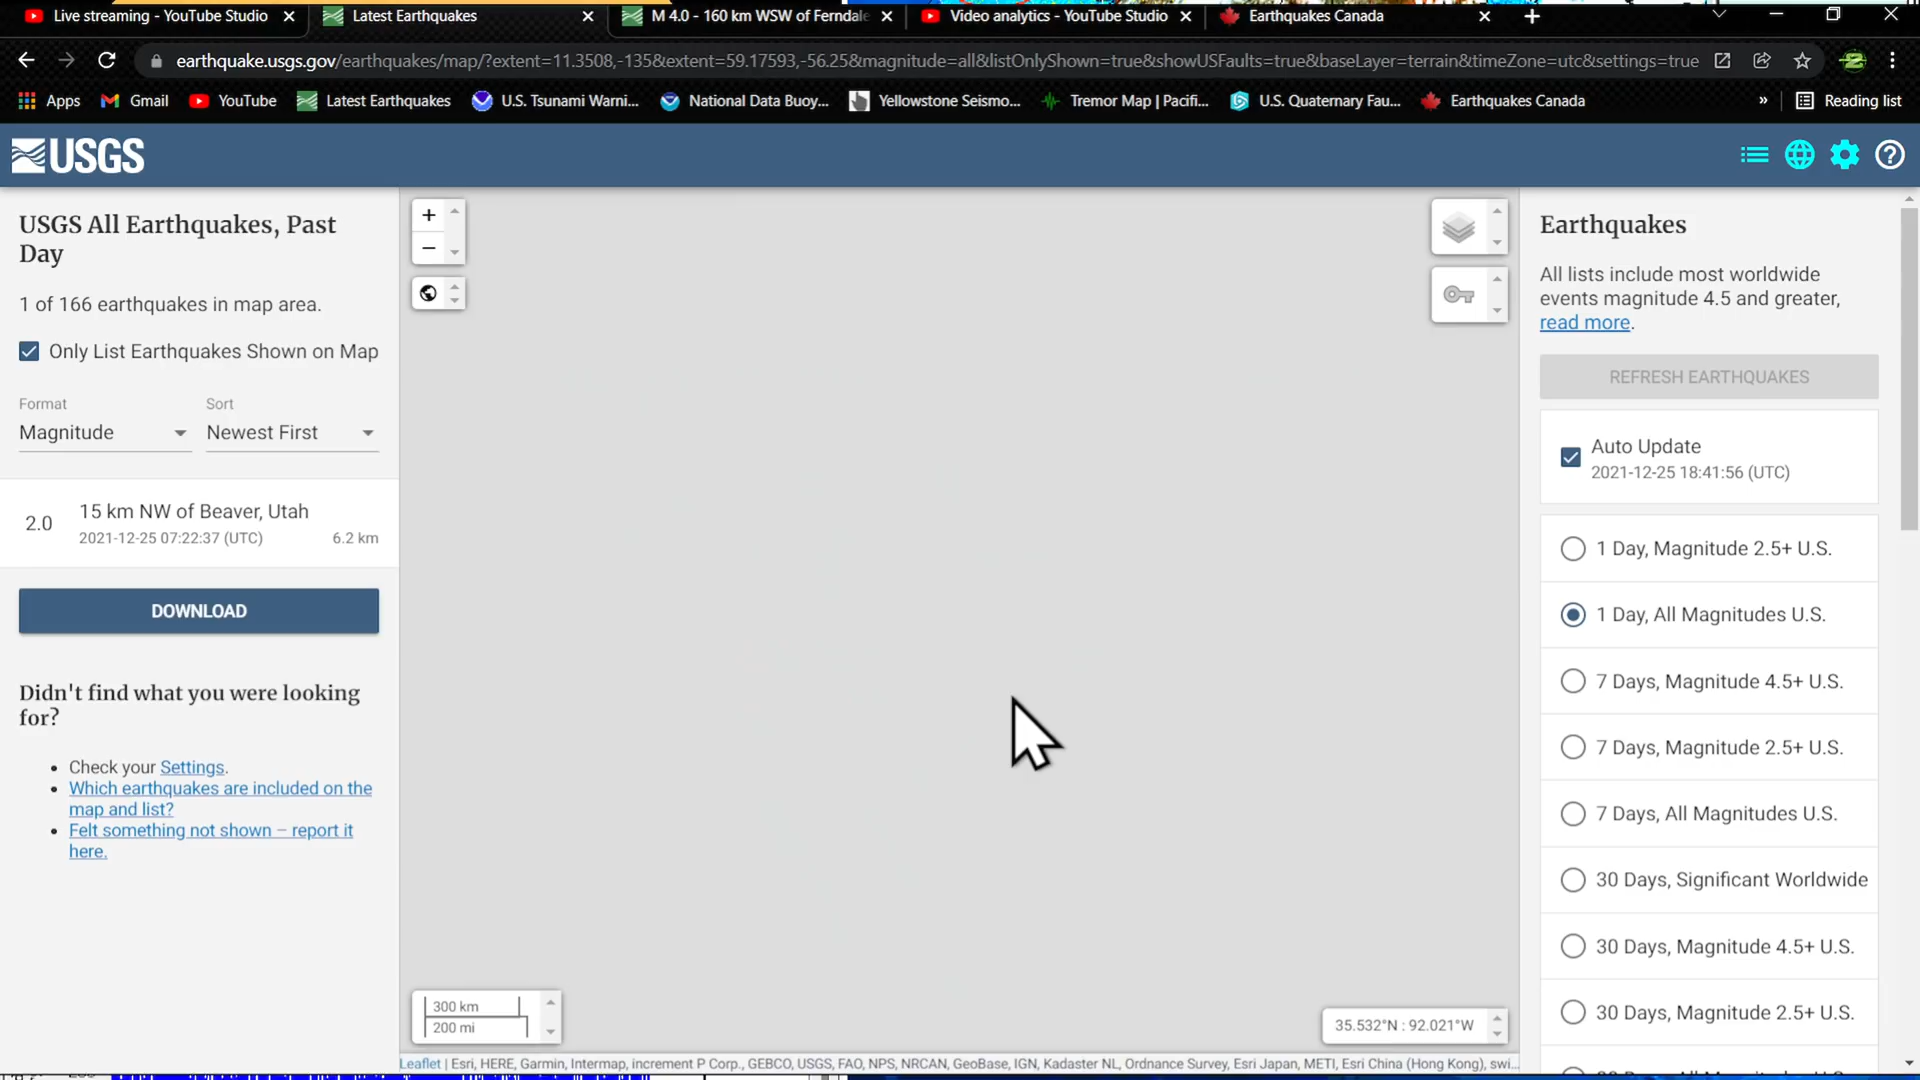 Live streaming - YouTube Studio
Latest Earthquakes
M 4.0 - 160 km WSW of Ferndale
Video analytics - YouTube Studio
Earthquakes Canada
earthquake.usgs.gov/earthquakes/map/?extent=11.3508,-135&extent=59.17593,-56.25&magnitude=all&listOnlyShown=true&showUSFaults=true&baseLayer=terrain&timeZone=utc&settings=true
Apps
Gmail
YouTube
Latest Earthquakes
U.S. Tsunami Warni...
National Data Buoy...
Yellowstone Seismo...
Tremor Map | Pacifi...
U.S. Quaternary Fau...
Earthquakes Canada
»
Reading list
USGS
USGS All Earthquakes, Past
Day
1 of 166 earthquakes in map area.
Only List Earthquakes Shown on Map
Format
Magnitude
Sort
Newest First
2.0
15 km NW of Beaver, Utah
2021-12-25 07:22:37 (UTC)
6.2 km
DOWNLOAD
Didn't find what you were looking
for?
Check your Settings.
Which earthquakes are included on the
map and list?
Felt something not shown – report it
here.
+
−
300 km
200 mi
35.532°N : 92.021°W
Leaflet | Esri, HERE, Garmin, Intermap, increment P Corp., GEBCO, USGS, FAO, NPS, NRCAN, GeoBase, IGN, Kadaster NL, Ordnance Survey, Esri Japan, METI, Esri China (Hong Kong), swi...
Earthquakes
All lists include most worldwide
events magnitude 4.5 and greater,
read more.
REFRESH EARTHQUAKES
Auto Update
2021-12-25 18:41:56 (UTC)
1 Day, Magnitude 2.5+ U.S.
1 Day, All Magnitudes U.S.
7 Days, Magnitude 4.5+ U.S.
7 Days, Magnitude 2.5+ U.S.
7 Days, All Magnitudes U.S.
30 Days, Significant Worldwide
30 Days, Magnitude 4.5+ U.S.
30 Days, Magnitude 2.5+ U.S.